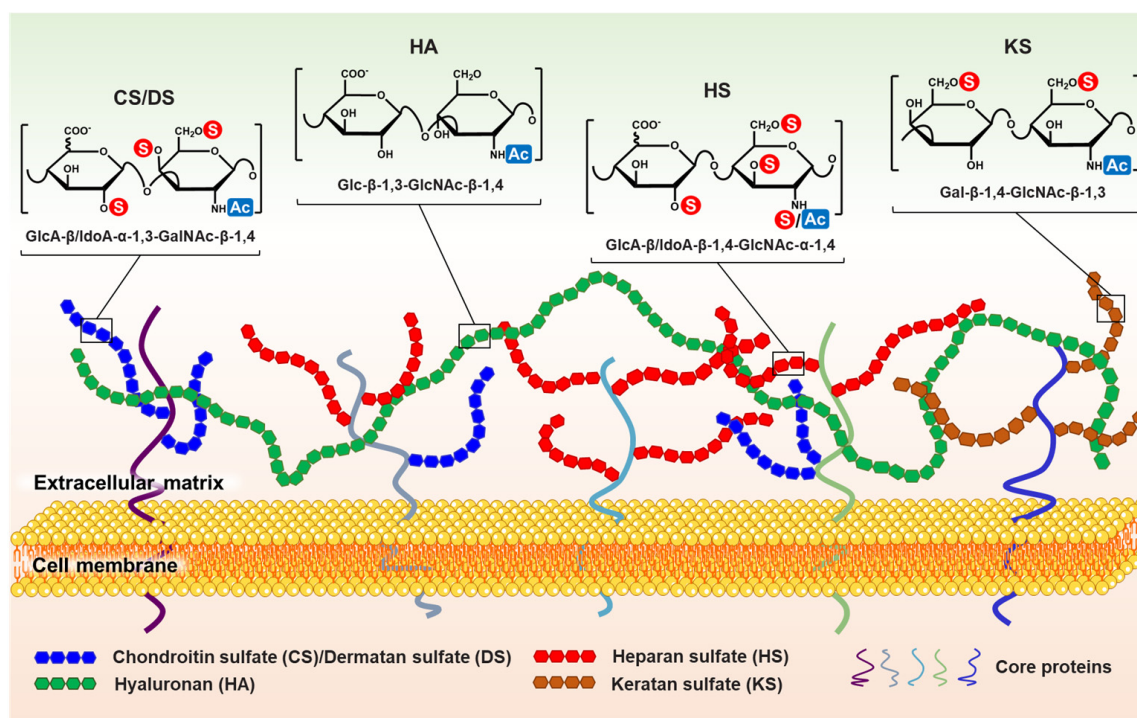 HA
KS
CS/DS
HS
COO⁻
CH₂O
O
O
OH
OH
OH
O
NH Ac
Glc-β-1,3-GlcNAc-β-1,4
CH₂O S
CH₂O S
OH
O
O
O
O
OH
NH
Ac
Gal-β-1,4-GlcNAc-β-1,3
COO⁻
CH₂O S
S O
O
O
O
OH
O
O
S
NH Ac
GlcA-β/IdoA-α-1,3-GalNAc-β-1,4
COO⁻
CH₂O S
O
O
O
OH
O
O S
O
S
NH
S/Ac
GlcA-β/IdoA-β-1,4-GlcNAc-α-1,4
Extracellular matrix
Cell membrane
Chondroitin sulfate (CS)/Dermatan sulfate (DS)
Heparan sulfate (HS)
Core proteins
Hyaluronan (HA)
Keratan sulfate (KS)